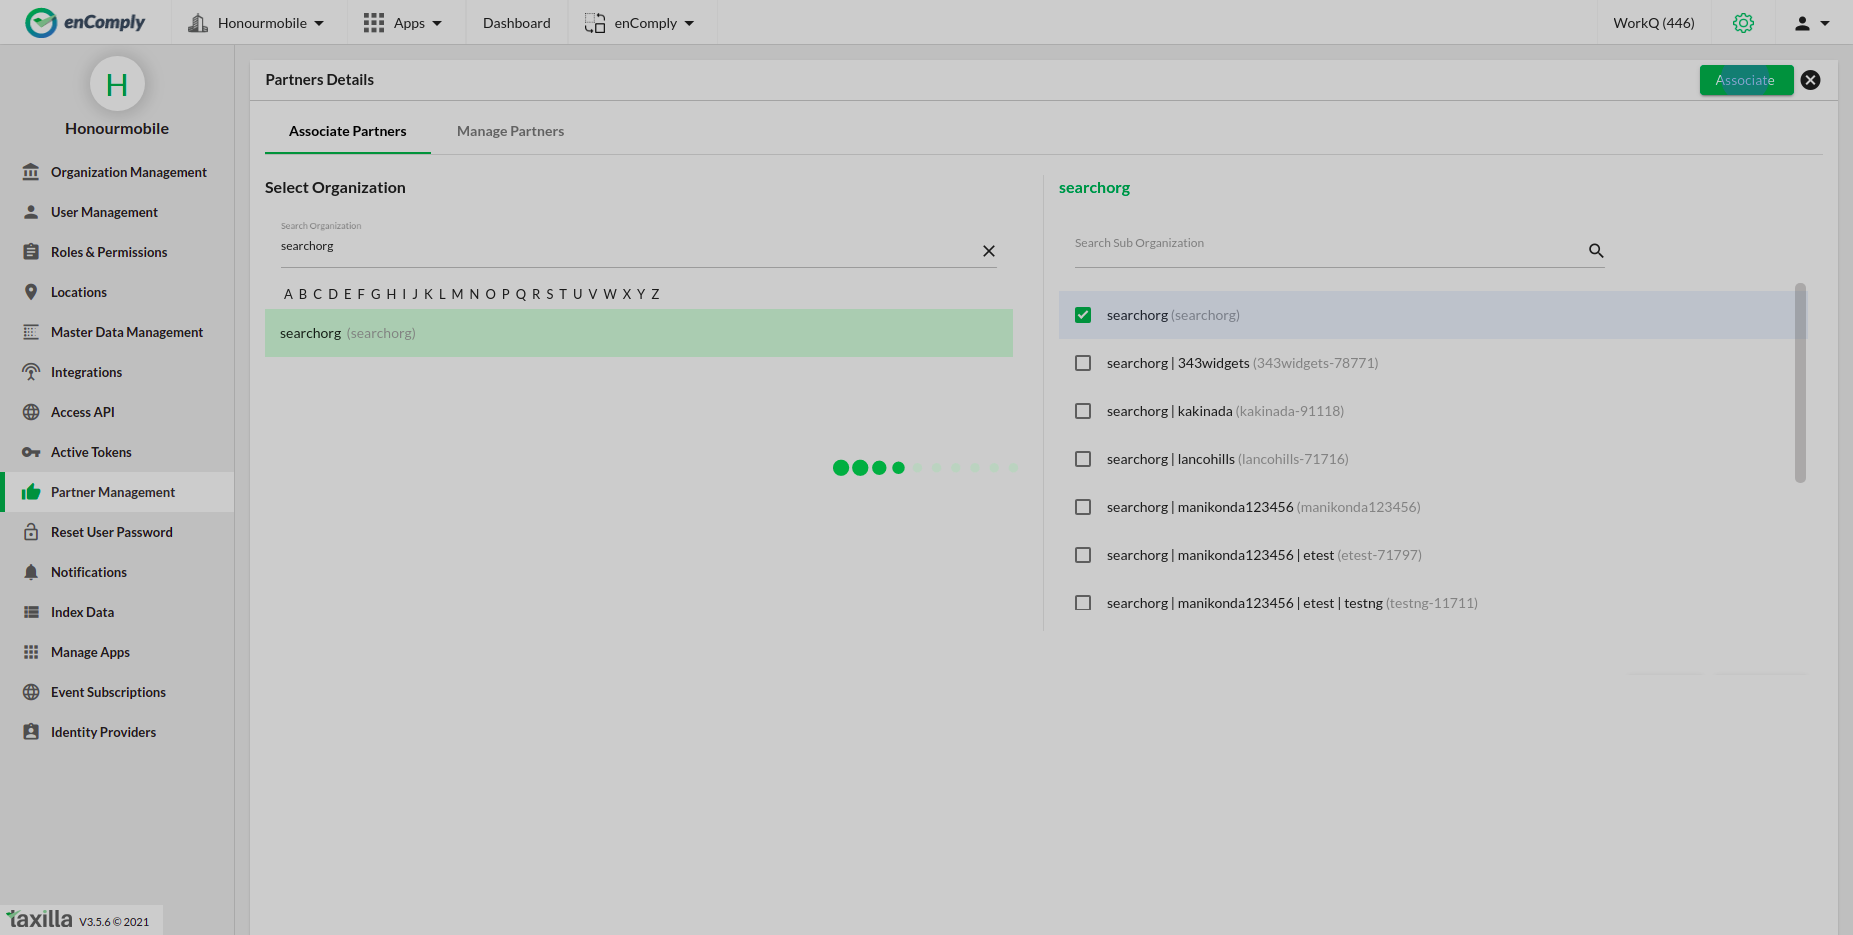 enComply
Honourmobile
Apps
Dashboard
enComply
WorkQ (446)
H
Honourmobile
Organization Management
User Management
Roles & Permissions
Locations
Master Data Management
Integrations
Access API
Active Tokens
Partner Management
Reset User Password
Notifications
Index Data
Manage Apps
Event Subscriptions
Identity Providers
taxilla V3.5.6 © 2021
Partners Details
Associate
Associate Partners
Manage Partners
Select Organization
Search Organization
searchorg
A B C D E F G H I J K L M N O P Q R S T U V W X Y Z
searchorg (searchorg)
searchorg
Search Sub Organization
searchorg (searchorg)
searchorg | 343widgets (343widgets-78771)
searchorg | kakinada (kakinada-91118)
searchorg | lancohills (lancohills-71716)
searchorg | manikonda123456 (manikonda123456)
searchorg | manikonda123456 | etest (etest-71797)
searchorg | manikonda123456 | etest | testng (testng-11711)